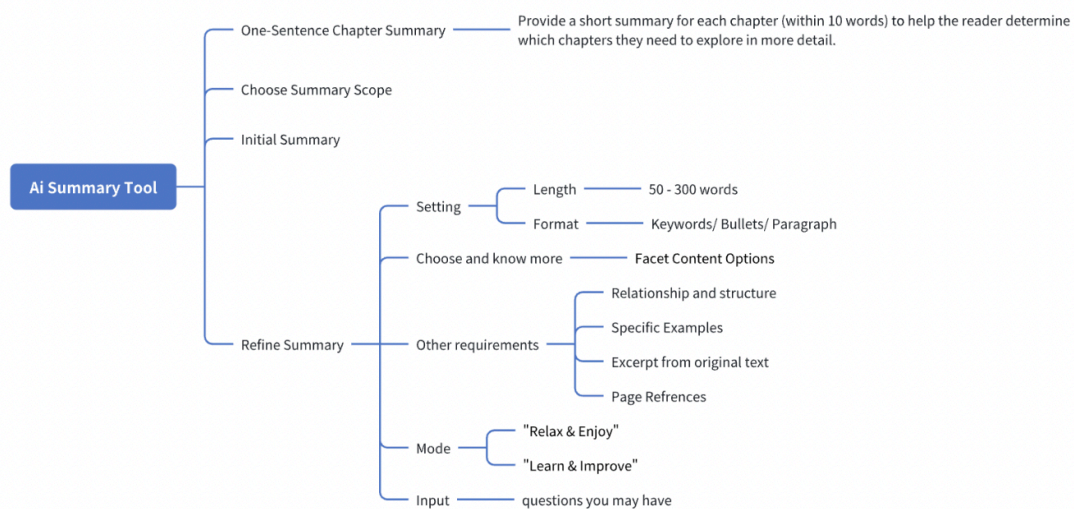 One-Sentence Chapter Summary
Provide a short summary for each chapter (within 10 words) to help the reader determine
which chapters they need to explore in more detail.
Choose Summary Scope
Initial Summary
Ai Summary Tool
Setting
Length
50 - 300 words
Format
Keywords/ Bullets/ Paragraph
Choose and know more
Facet Content Options
Refine Summary
Other requirements
Relationship and structure
Specific Examples
Excerpt from original text
Page Refrences
Mode
"Relax & Enjoy"
"Learn & Improve"
Input
questions you may have